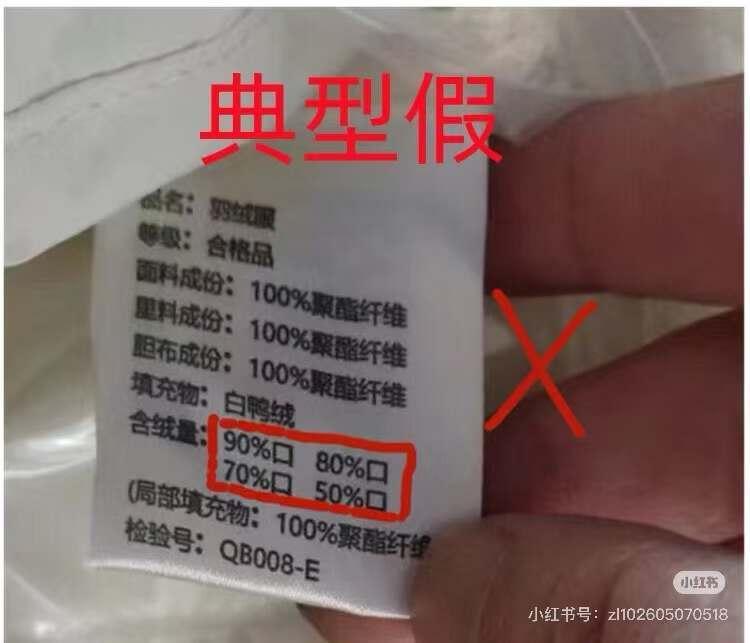 典型假
品名：羽绒服
等级：合格品
面料成份：100%聚酯纤维
里料成份：100%聚酯纤维
胆布成份：100%聚酯纤维
填充物：白鸭绒
含绒量：90%口 80%口
70%口 50%口
(局部填充物：100%聚酯纤维
检验号：QB008-E
小红书
小红书号：zl102605070518